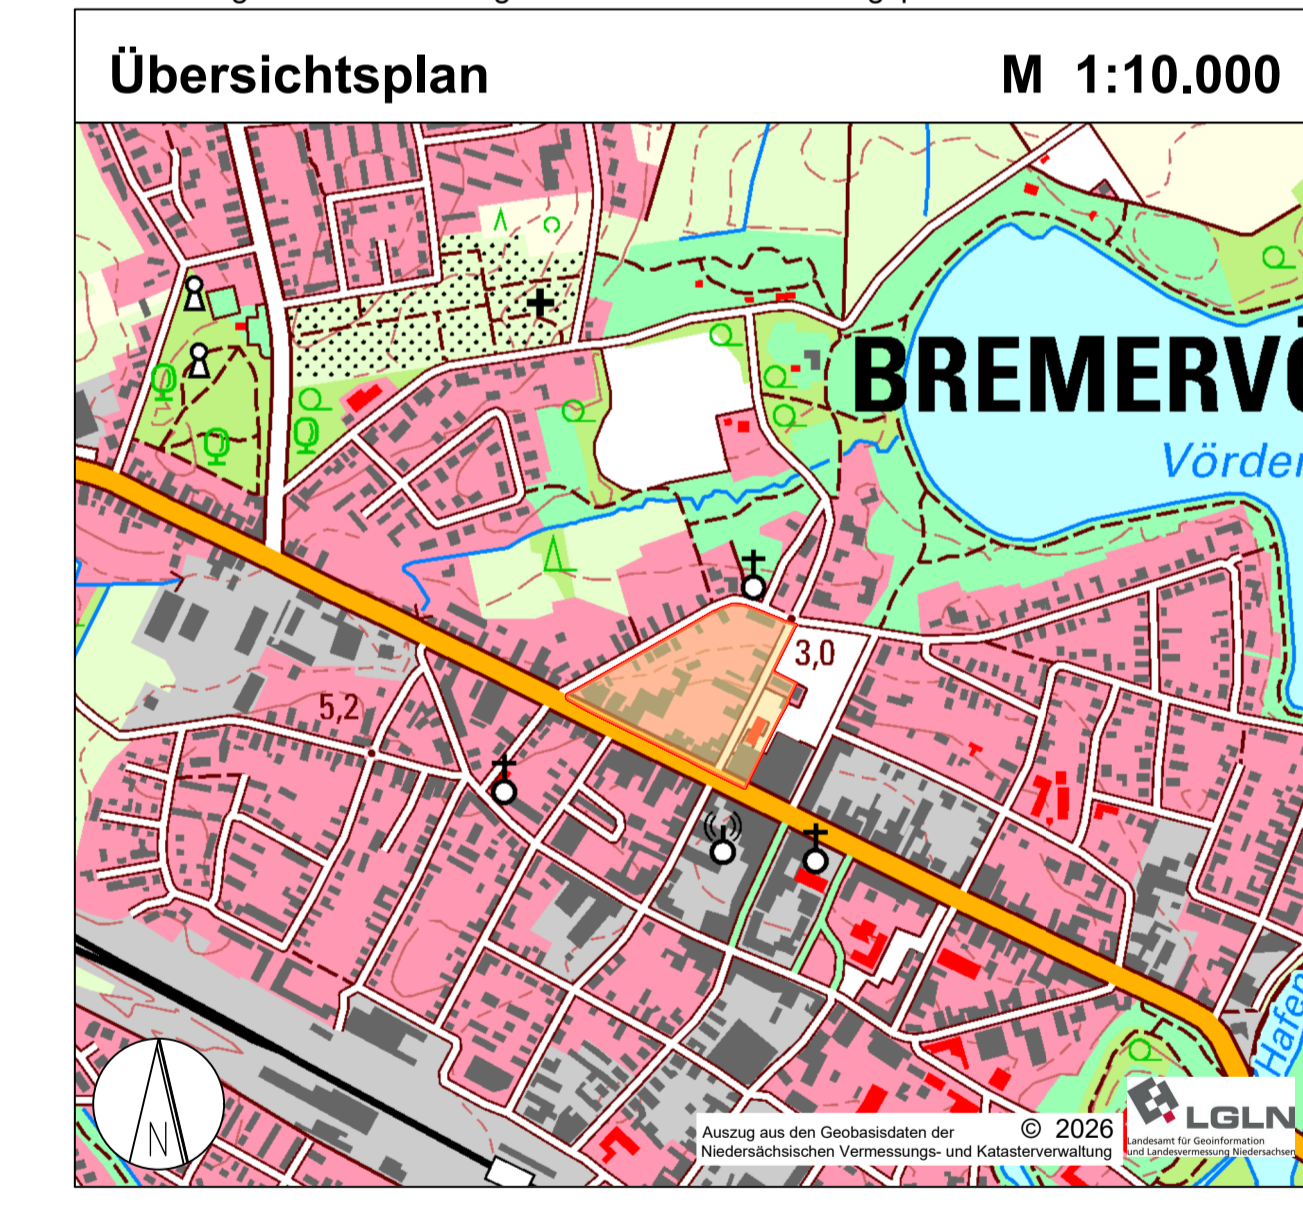 Übersichtsplan
M 1:10.000
BREMERVÖ
Vörder
3,0
5,2
Hafen
N
Auszug aus den Geobasisdaten der © 2026
Niedersächsischen Vermessungs- und Katasterverwaltung
LGLN
Landesamt für Geoinformation
und Landesvermessung Niedersachsen